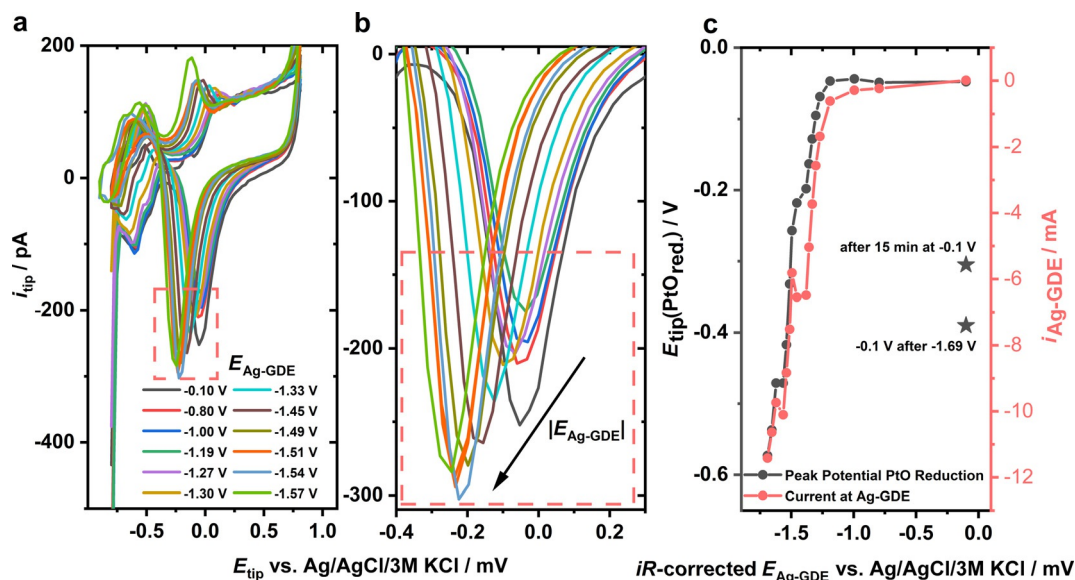 a
200
0
-200
-400
i_tip / pA
-0.5
0.0
0.5
1.0
E_Ag-GDE
-0.10 V
-1.33 V
-0.80 V
-1.45 V
-1.00 V
-1.49 V
-1.19 V
-1.51 V
-1.27 V
-1.54 V
-1.30 V
-1.57 V
b
0
-100
-200
-300
|E_Ag-GDE|
-0.4
-0.2
0.0
0.2
E_tip vs. Ag/AgCl/3M KCl / mV
c
0.0
-0.2
-0.4
-0.6
E_tip(PtO_red.) / V
after 15 min at -0.1 V
-0.1 V after -1.69 V
Peak Potential PtO Reduction
Current at Ag-GDE
0
-2
-4
-6
-8
-10
-12
i_Ag-GDE / mA
-1.5
-1.0
-0.5
0.0
iR-corrected E_Ag-GDE vs. Ag/AgCl/3M KCl / mV